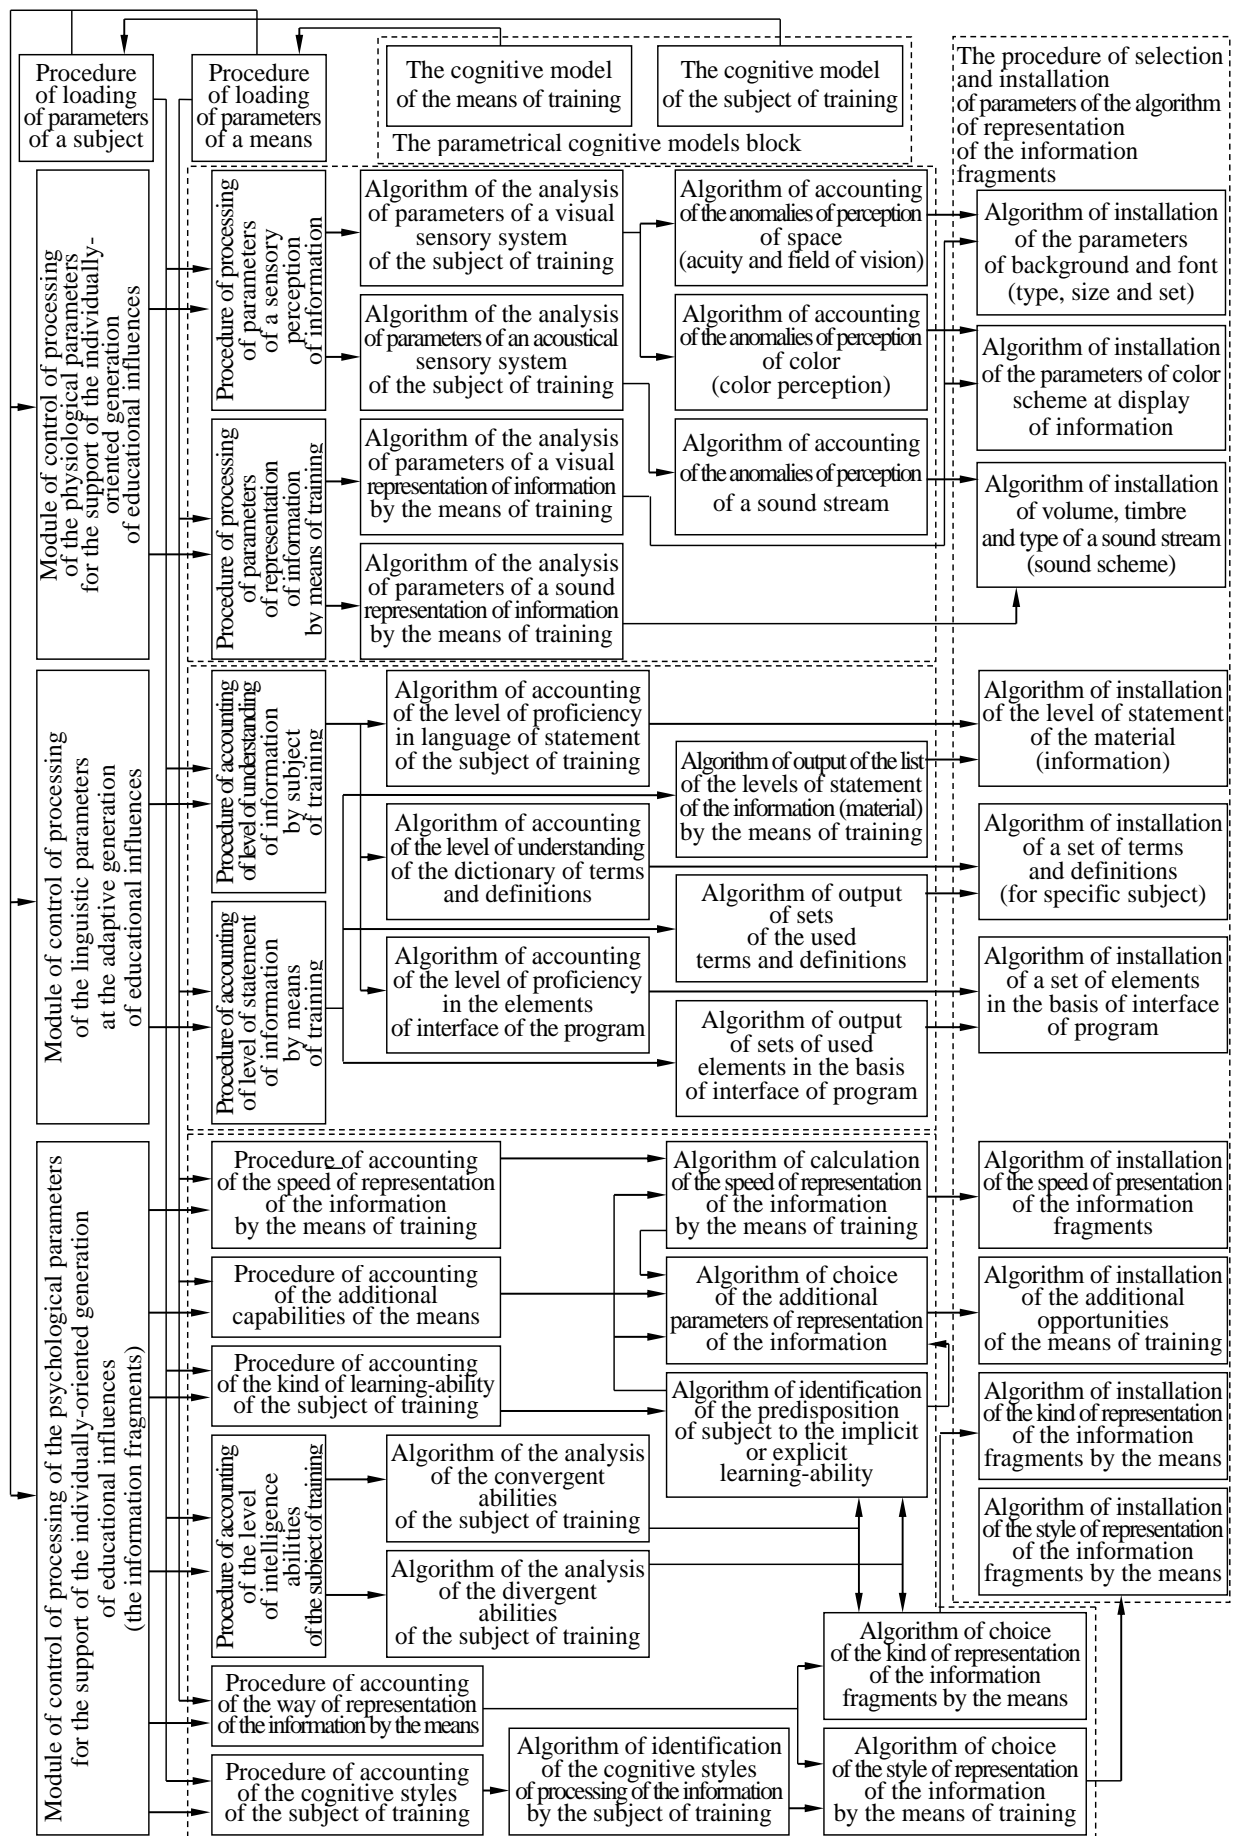 Procedure
of loading
of parameters
of a subject
Procedure
of loading
of parameters
of a means
The cognitive model
of the means of training
The cognitive model
of the subject of training
The parametrical cognitive models block
The procedure of selection
and installation
of parameters of the algorithm
of representation
of the information
fragments
Module of control of processing
of the physiological parameters
for the support of the individually-
oriented generation
of educational influences
Procedure of processing
of parameters
of a sensory
perception
of information
Algorithm of the analysis
of parameters of a visual
sensory system
of the subject of training
Algorithm of accounting
of the anomalies of perception
of space
(acuity and field of vision)
Algorithm of installation
of the parameters
of background and font
(type, size and set)
Algorithm of the analysis
of parameters of an acoustical
sensory system
of the subject of training
Algorithm of accounting
of the anomalies of perception
of color
(color perception)
Algorithm of installation
of the parameters of color
scheme at display
of information
Procedure of processing
of parameters
of representation
of information
by means of training
Algorithm of the analysis
of parameters of a visual
representation of information
by the means of training
Algorithm of accounting
of the anomalies of perception
of a sound stream
Algorithm of installation
of volume, timbre
and type of a sound stream
(sound scheme)
Algorithm of the analysis
of parameters of a sound
representation of information
by the means of training
Module of control of processing
of the linguistic parameters
at the adaptive generation
of educational influences
Procedure of accounting
of level of understanding
of information
by subject
of training
Algorithm of accounting
of the level of proficiency
in language of statement
of the subject of training
Algorithm of output of the list
of the levels of statement
of the information (material)
by the means of training
Algorithm of installation
of the level of statement
of the material
(information)
Algorithm of accounting
of the level of understanding
of the dictionary of terms
and definitions
Algorithm of installation
of a set of terms
and definitions
(for specific subject)
Procedure of accounting
of level of statement
of information
by means
of training
Algorithm of output
of sets
of the used
terms and definitions
Algorithm of accounting
of the level of proficiency
in the elements
of interface of the program
Algorithm of installation
of a set of elements
in the basis of interface
of program
Algorithm of output
of sets of used
elements in the basis
of interface of program
Module of control of processing of the psychological parameters
for the support of the individually-oriented generation
of educational influences
(the information fragments)
Procedure of accounting
of the speed of representation
of the information
by the means of training
Algorithm of calculation
of the speed of representation
of the information
by the means of training
Algorithm of installation
of the speed of presentation
of the information
fragments
Procedure of accounting
of the additional
capabilities of the means
Algorithm of choice
of the additional
parameters of representation
of the information
Algorithm of installation
of the additional
opportunities
of the means of training
Procedure of accounting
of the kind of learning-ability
of the subject of training
Algorithm of identification
of the predisposition
of subject to the implicit
or explicit
learning-ability
Algorithm of installation
of the kind of representation
of the information
fragments by the means
Procedure of accounting
of the level
of intelligence
abilities
of the subject of training
Algorithm of the analysis
of the convergent
abilities
of the subject of training
Algorithm of installation
of the style of representation
of the information
fragments by the means
Algorithm of the analysis
of the divergent
abilities
of the subject of training
Algorithm of choice
of the kind of representation
of the information
fragments by the means
Procedure of accounting
of the way of representation
of the information by the means
Procedure of accounting
of the cognitive styles
of the subject of training
Algorithm of identification
of the cognitive styles
of processing of the information
by the subject of training
Algorithm of choice
of the style of representation
of the information
by the means of training